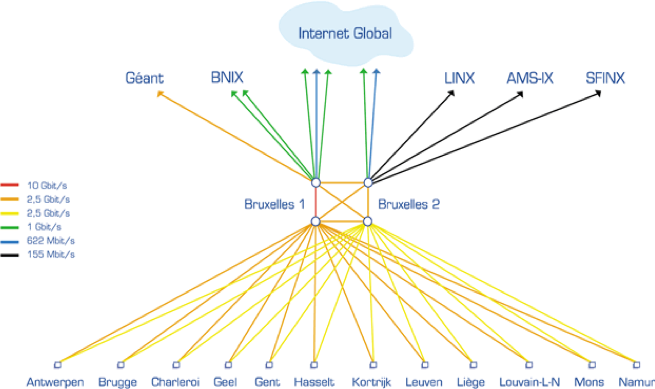 Internet Global
Géant
BNIX
LINX
AMS-IX
SFINX
10 Gbit/s
2,5 Gbit/s
2,5 Gbit/s
1 Gbit/s
622 Mbit/s
155 Mbit/s
Bruxelles 1
Bruxelles 2
Antwerpen
Brugge
Charleroi
Geel
Gent
Hasselt
Kortrijk
Leuven
Liège
Louvain-L-N
Mons
Namur